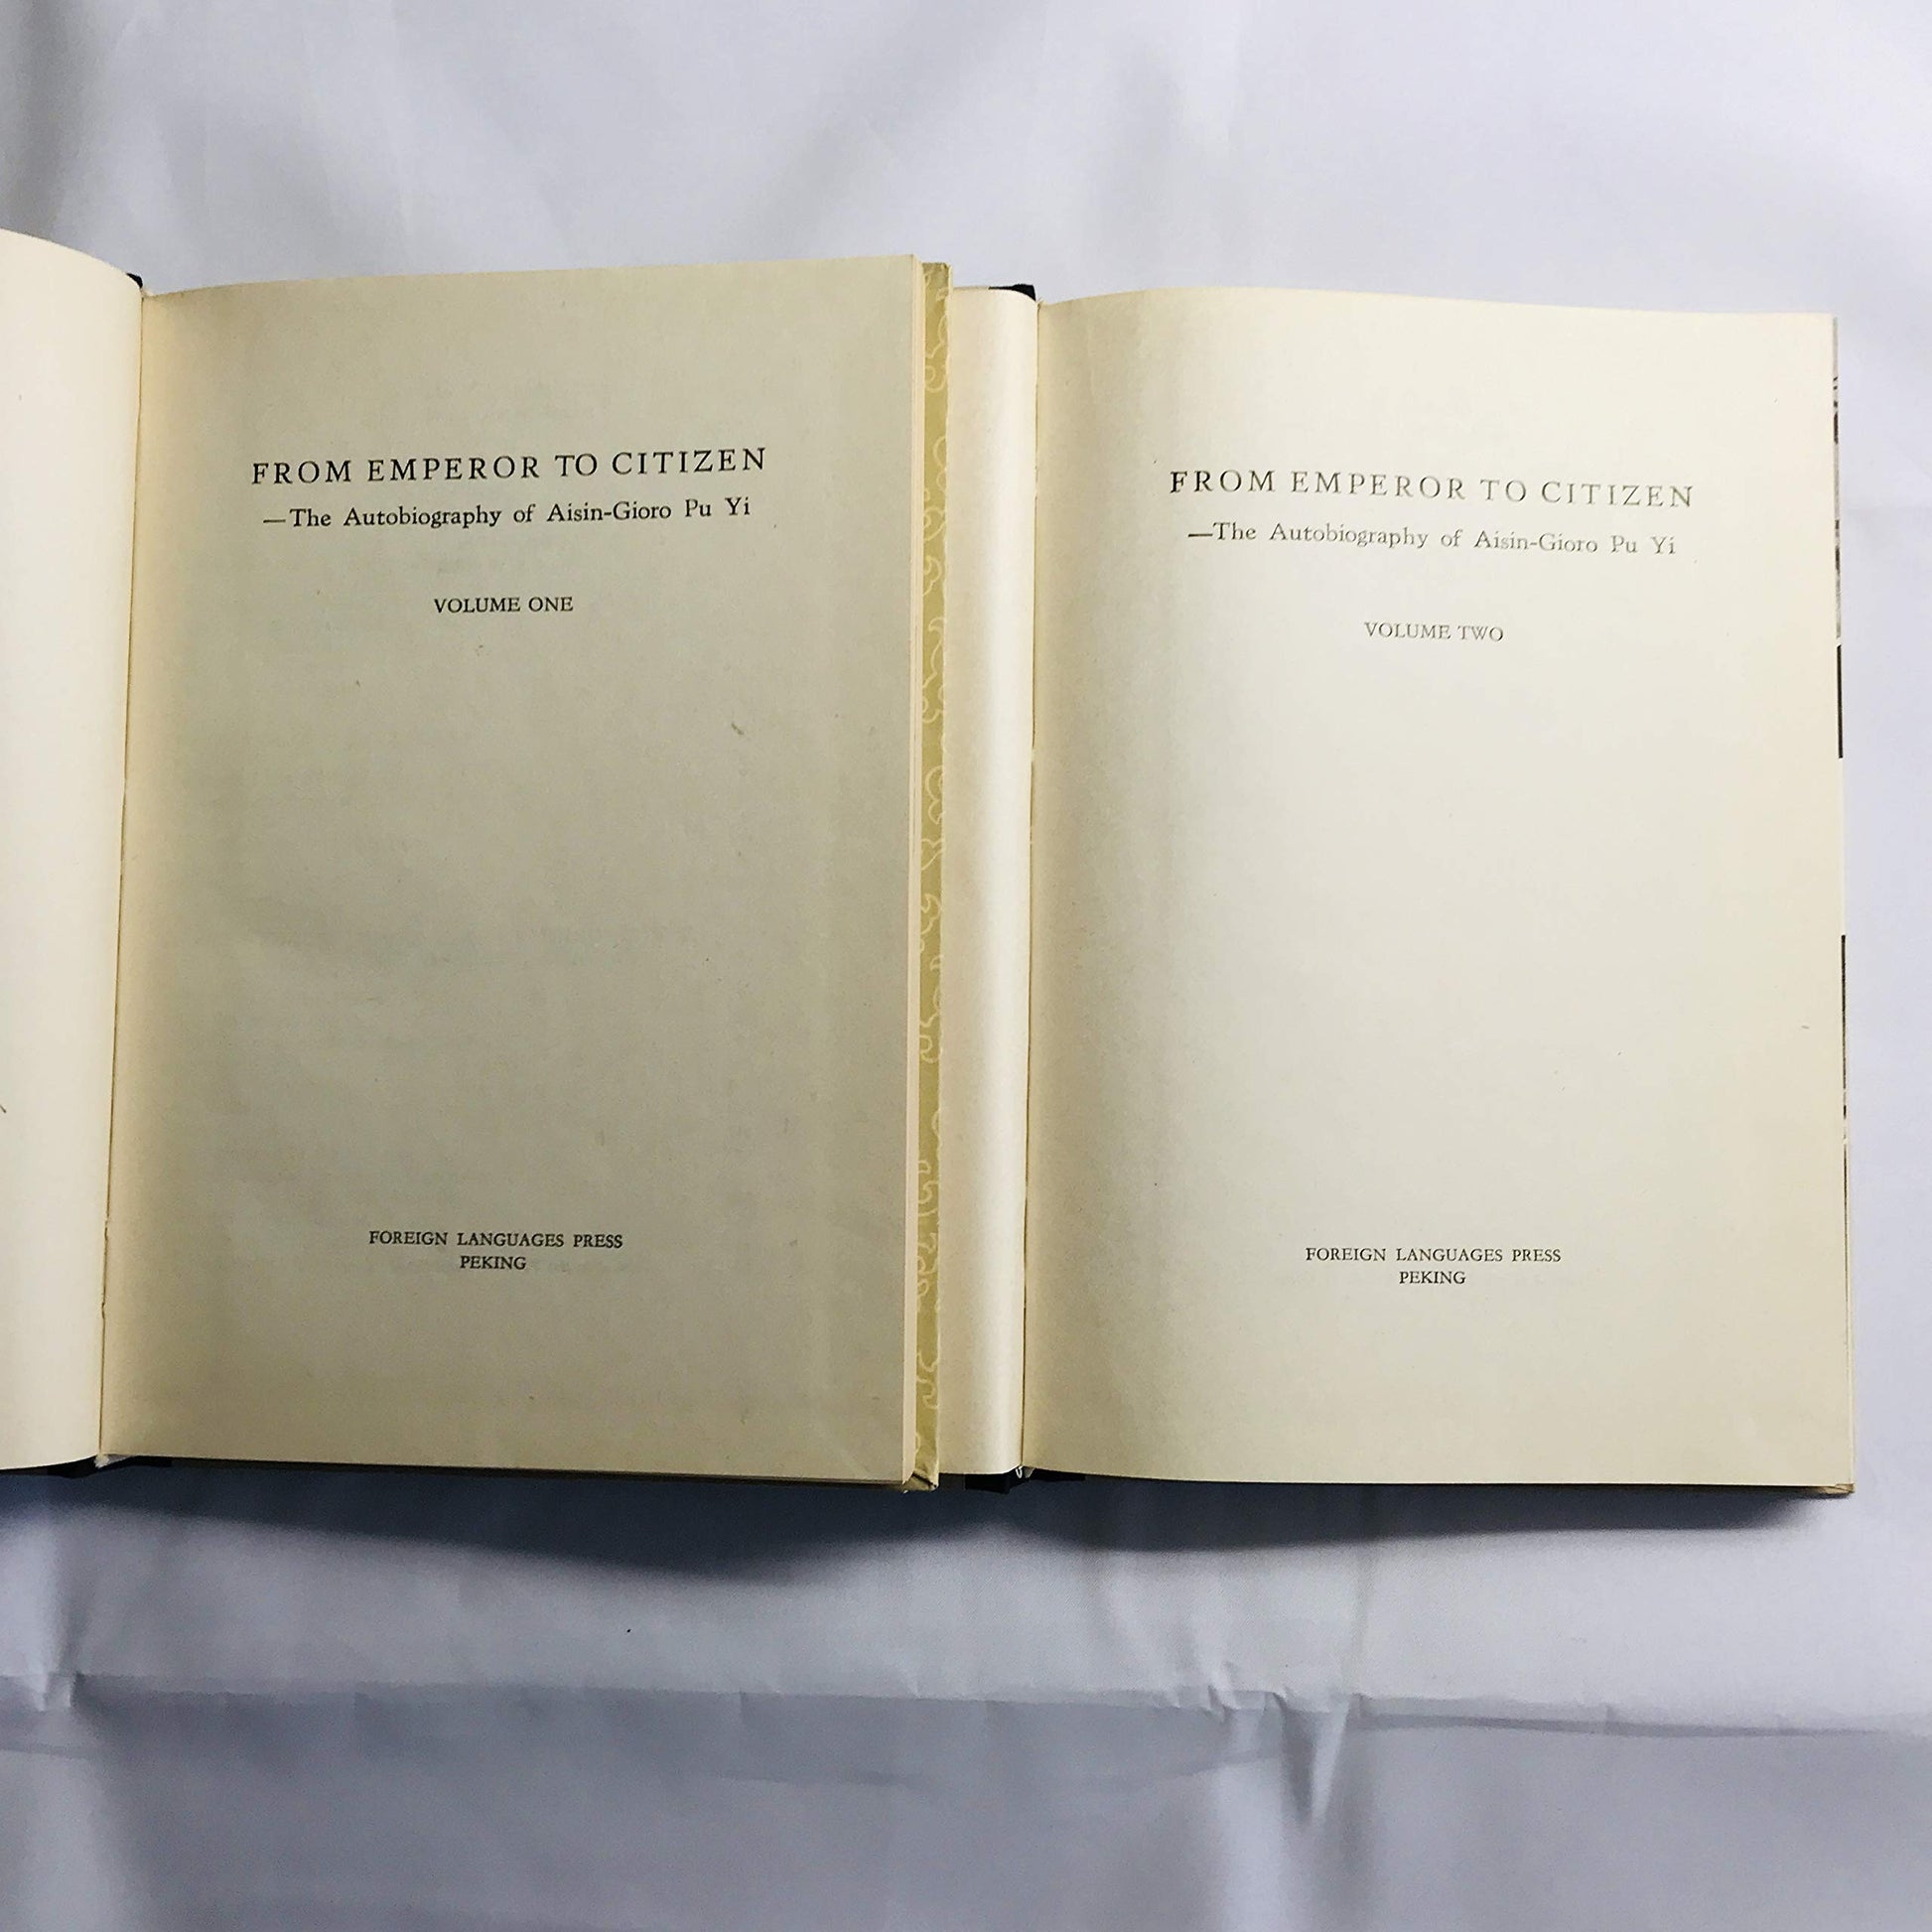 FROM EMPEROR TO CITIZEN
—The Autobiography of Aisin-Gioro Pu Yi
VOLUME ONE
FOREIGN LANGUAGES PRESS
PEKING
FROM EMPEROR TO CITIZEN
—The Autobiography of Aisin-Gioro Pu Yi
VOLUME TWO
FOREIGN LANGUAGES PRESS
PEKING